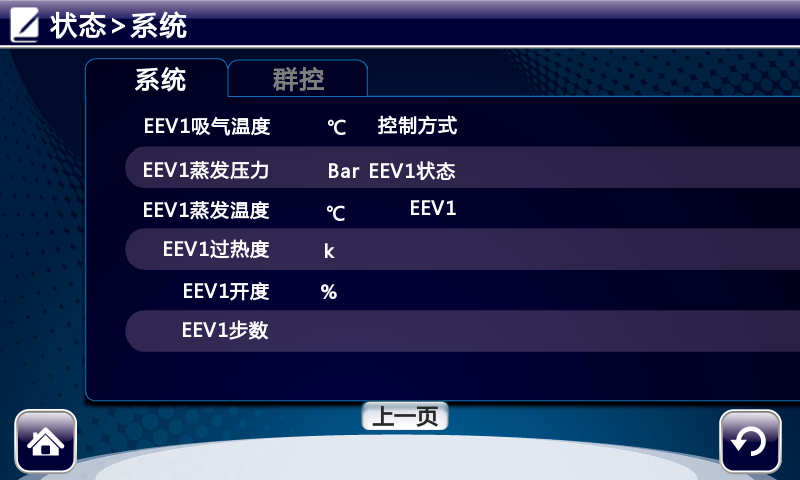 状态>系统
系统 群控
EEV1吸气温度 ℃ 控制方式
EEV1蒸发压力 Bar EEV1状态
EEV1蒸发温度 ℃ EEV1
EEV1过热度 k
EEV1开度 %
EEV1步数
上一页